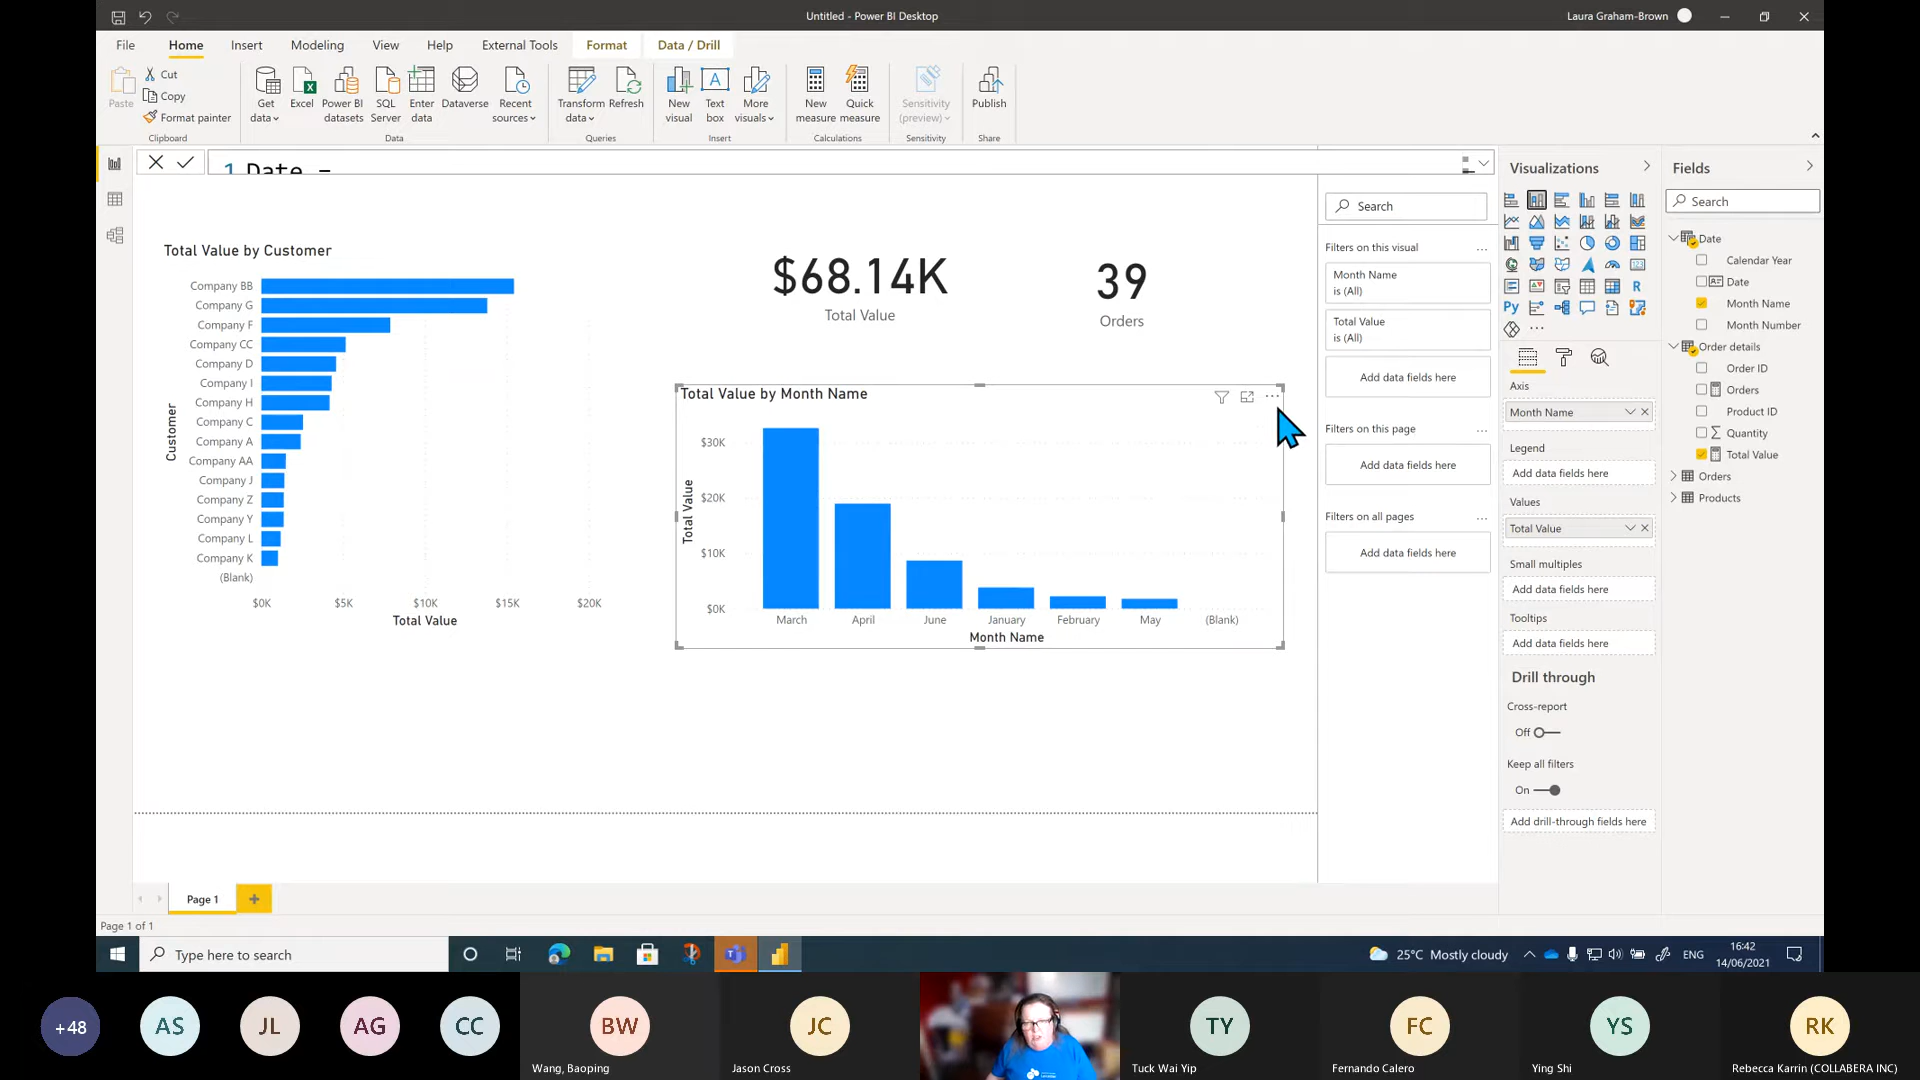 Untitled - Power BI Desktop
Laura Graham-Brown
File Home Insert Modeling View Help External Tools Format Data / Drill
Paste
Cut
Copy
Format painter
Clipboard
Get data
Excel
Power BI datasets
SQL Server
Enter data
Dataverse
Recent sources
Data
Transform data
Refresh
Queries
New visual
Text box
More visuals
Insert
New measure
Quick measure
Calculations
Sensitivity (preview)
Sensitivity
Publish
Share
1 Date =
Total Value by Customer
Customer
Company BB
Company G
Company F
Company CC
Company D
Company I
Company H
Company C
Company A
Company AA
Company J
Company Z
Company Y
Company L
Company K
(Blank)
$0K $5K $10K $15K $20K
Total Value
$68.14K
Total Value
39
Orders
Total Value by Month Name
Total Value
$30K
$20K
$10K
$0K
March April June January February May (Blank)
Month Name
Search
Filters on this visual
Month Name
is (All)
Total Value
is (All)
Add data fields here
Filters on this page
Add data fields here
Filters on all pages
Add data fields here
Visualizations
R
Py
Axis
Month Name
Legend
Add data fields here
Values
Total Value
Small multiples
Add data fields here
Tooltips
Add data fields here
Drill through
Cross-report
Off
Keep all filters
On
Add drill-through fields here
Fields
Search
Date
Calendar Year
Date
Month Name
Month Number
Order details
Order ID
Orders
Product ID
Quantity
Total Value
Orders
Products
Page 1
Page 1 of 1
Type here to search
25°C Mostly cloudy
ENG
16:42
14/06/2021
+48
AS
JL
AG
CC
BW
Wang, Baoping
JC
Jason Cross
TY
Tuck Wai Yip
FC
Fernando Calero
YS
Ying Shi
RK
Rebecca Karrin (COLLABERA INC)